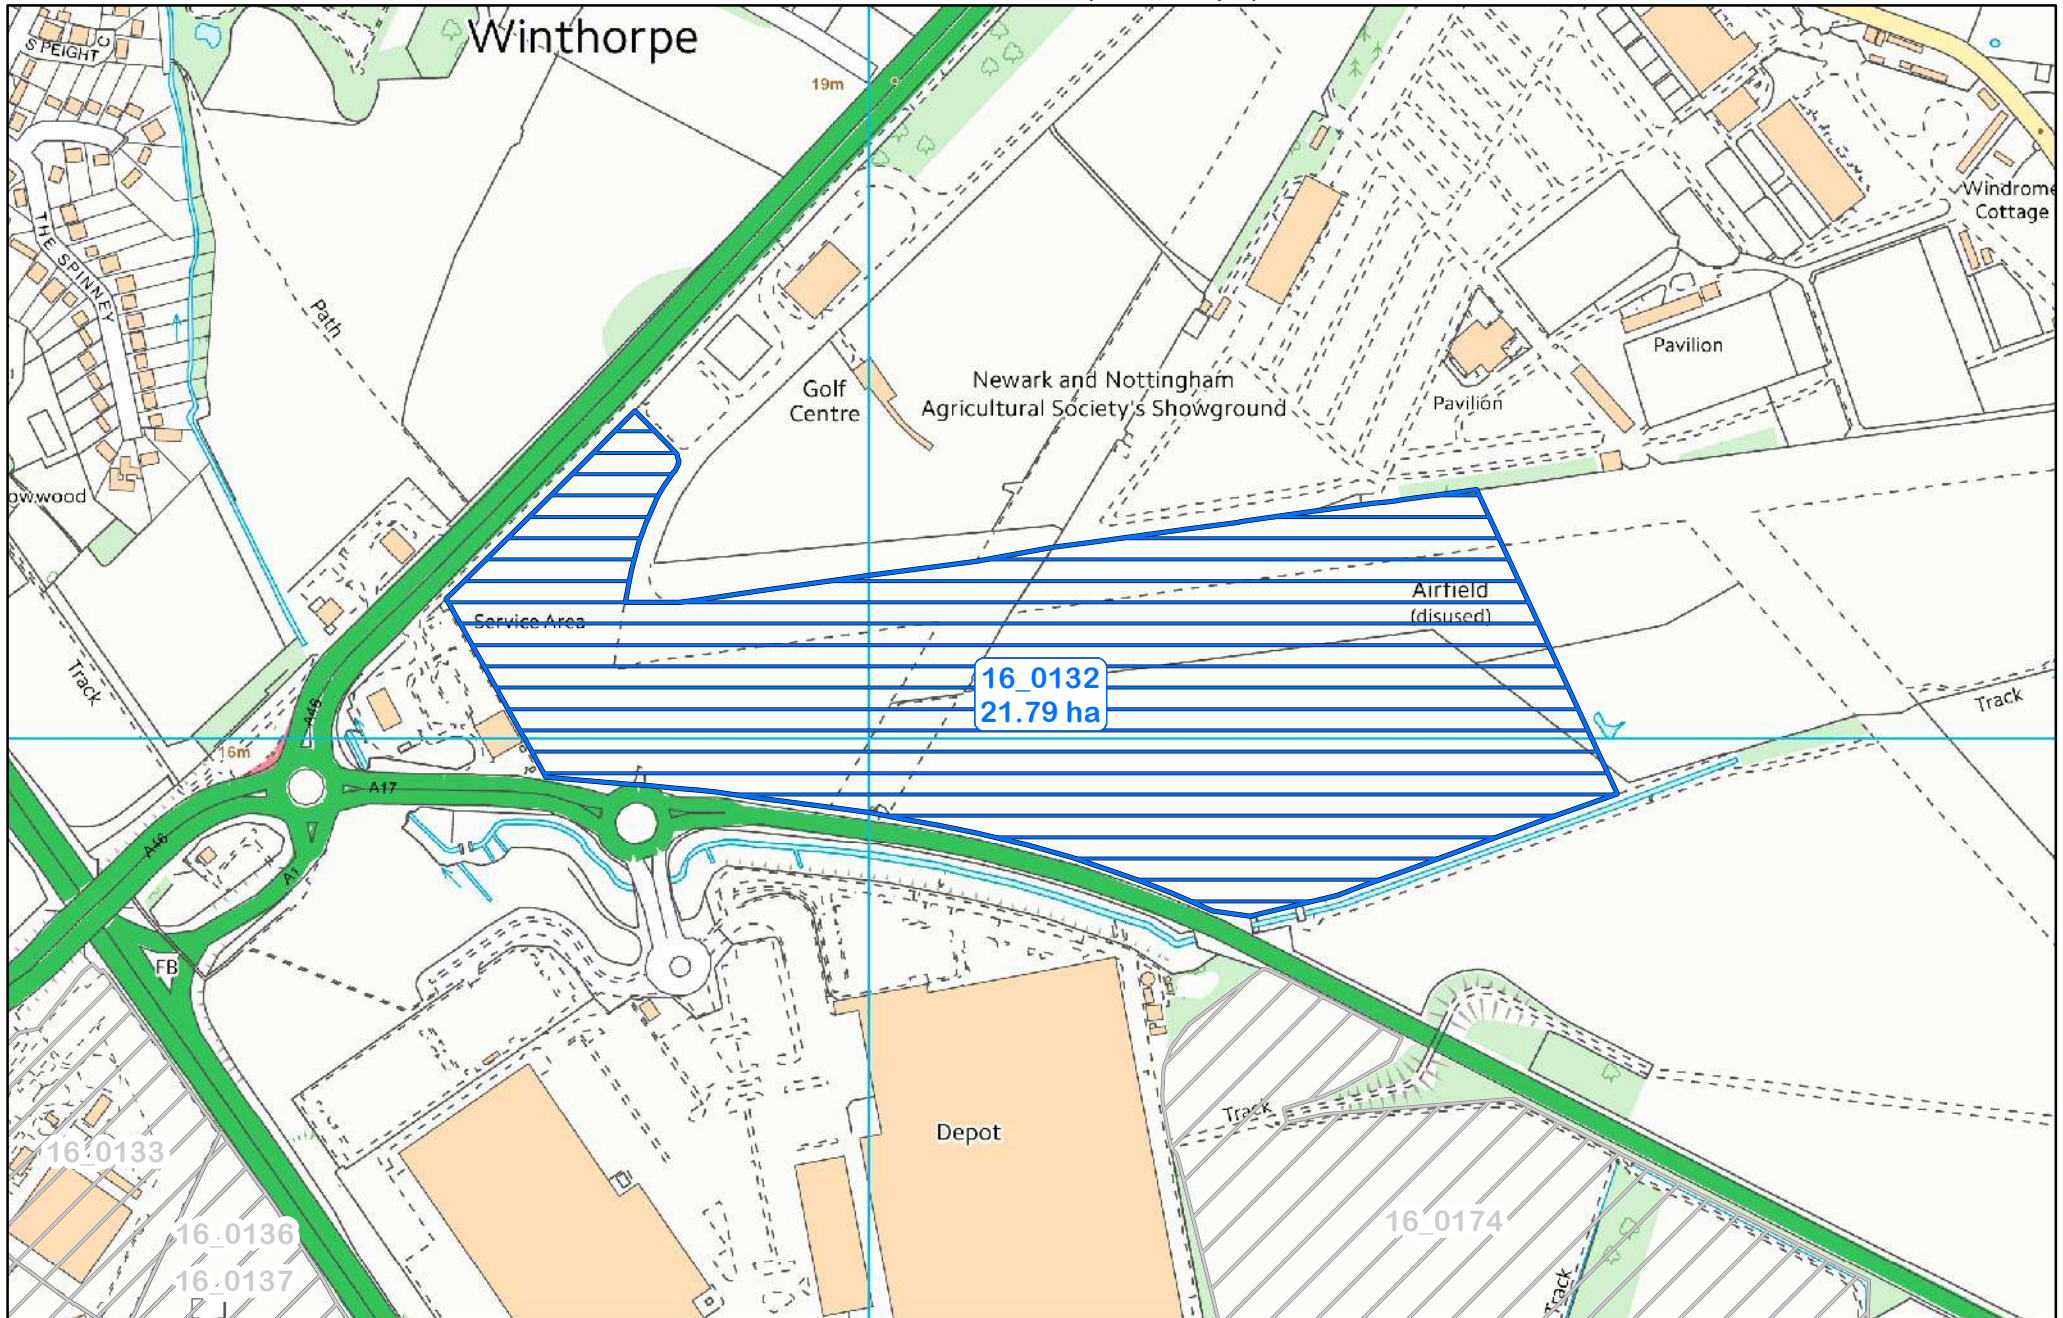 Winthorpe
S PEIGHT
19m
Windrome
Cottage
THE SPINNEY
Path
Pavilion
Golf
Centre
Newark and Nottingham
Agricultural Society's Showground
Pavilion
owwood
Airfield
(disused)
Service Area
16_0132
21.79 ha
Track
Track
A46
16m
A17
A46
A1
FB
Track
Depot
16_0133
16_0136
16_0137
16_0174
Track